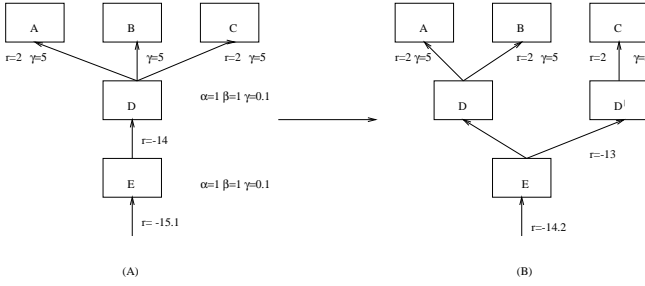 A B C A B C
r=2 γ=5 γ=5 r=2 γ=5 r=2 γ=5 r=2 γ=5 r=2 γ=
D α=1 β=1 γ=0.1 D D|
r=-14 r=-13
E α=1 β=1 γ=0.1 E
r= -15.1 r=-14.2
(A) (B)